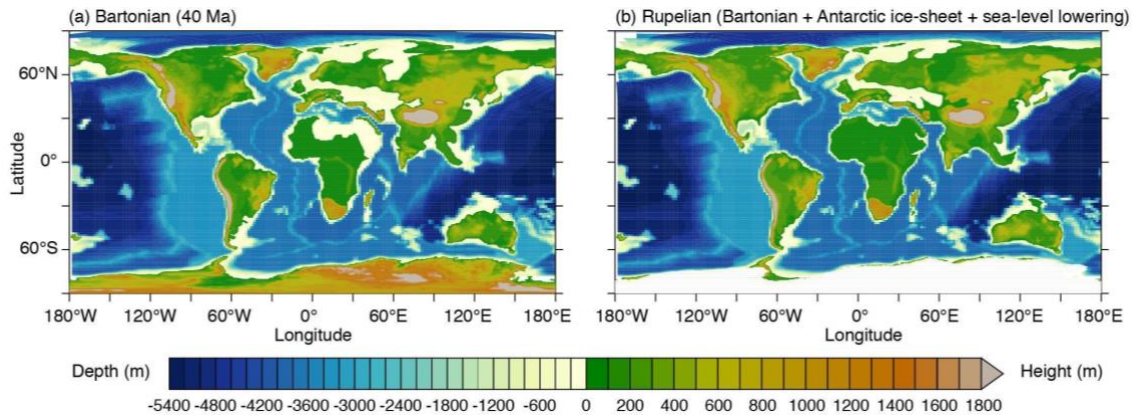 (a) Bartonian (40 Ma)
(b) Rupelian (Bartonian + Antarctic ice-sheet + sea-level lowering)
Latitude
60°N
0°
60°S
180°W 120°W 60°W 0° 60°E 120°E 180°E
180°W 120°W 60°W 0° 60°E 120°E 180°E
Longitude
Longitude
Depth (m)
Height (m)
-5400 -4800 -4200 -3600 -3000 -2400 -1800 -1200 -600 0 200 400 600 800 1000 1200 1400 1600 1800